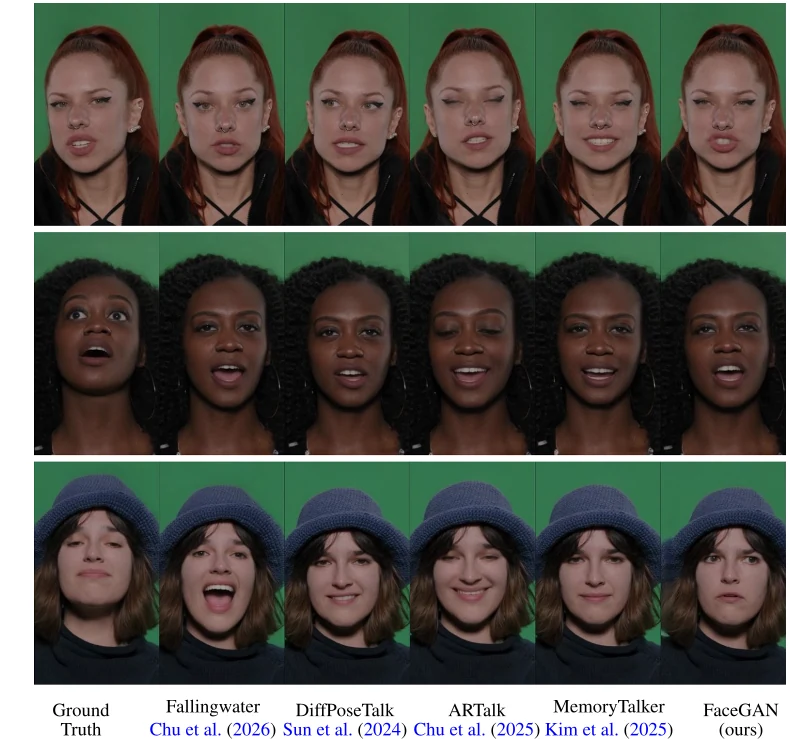 Ground
Truth
Fallingwater
Chu et al. (2026)
DiffPoseTalk
Sun et al. (2024)
ARTalk
Chu et al. (2025)
MemoryTalker
Kim et al. (2025)
FaceGAN
(ours)